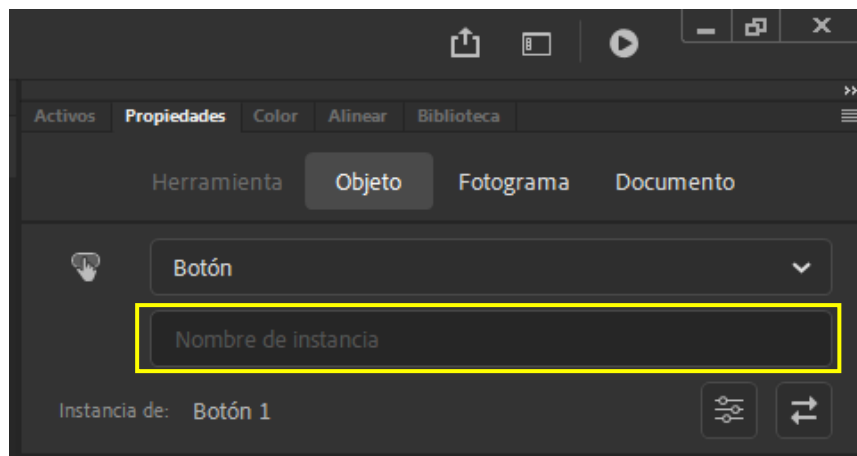 Activos Propiedades Color Alinear Biblioteca
Herramienta Objeto Fotograma Documento
Botón
Nombre de instancia
Instancia de: Botón 1